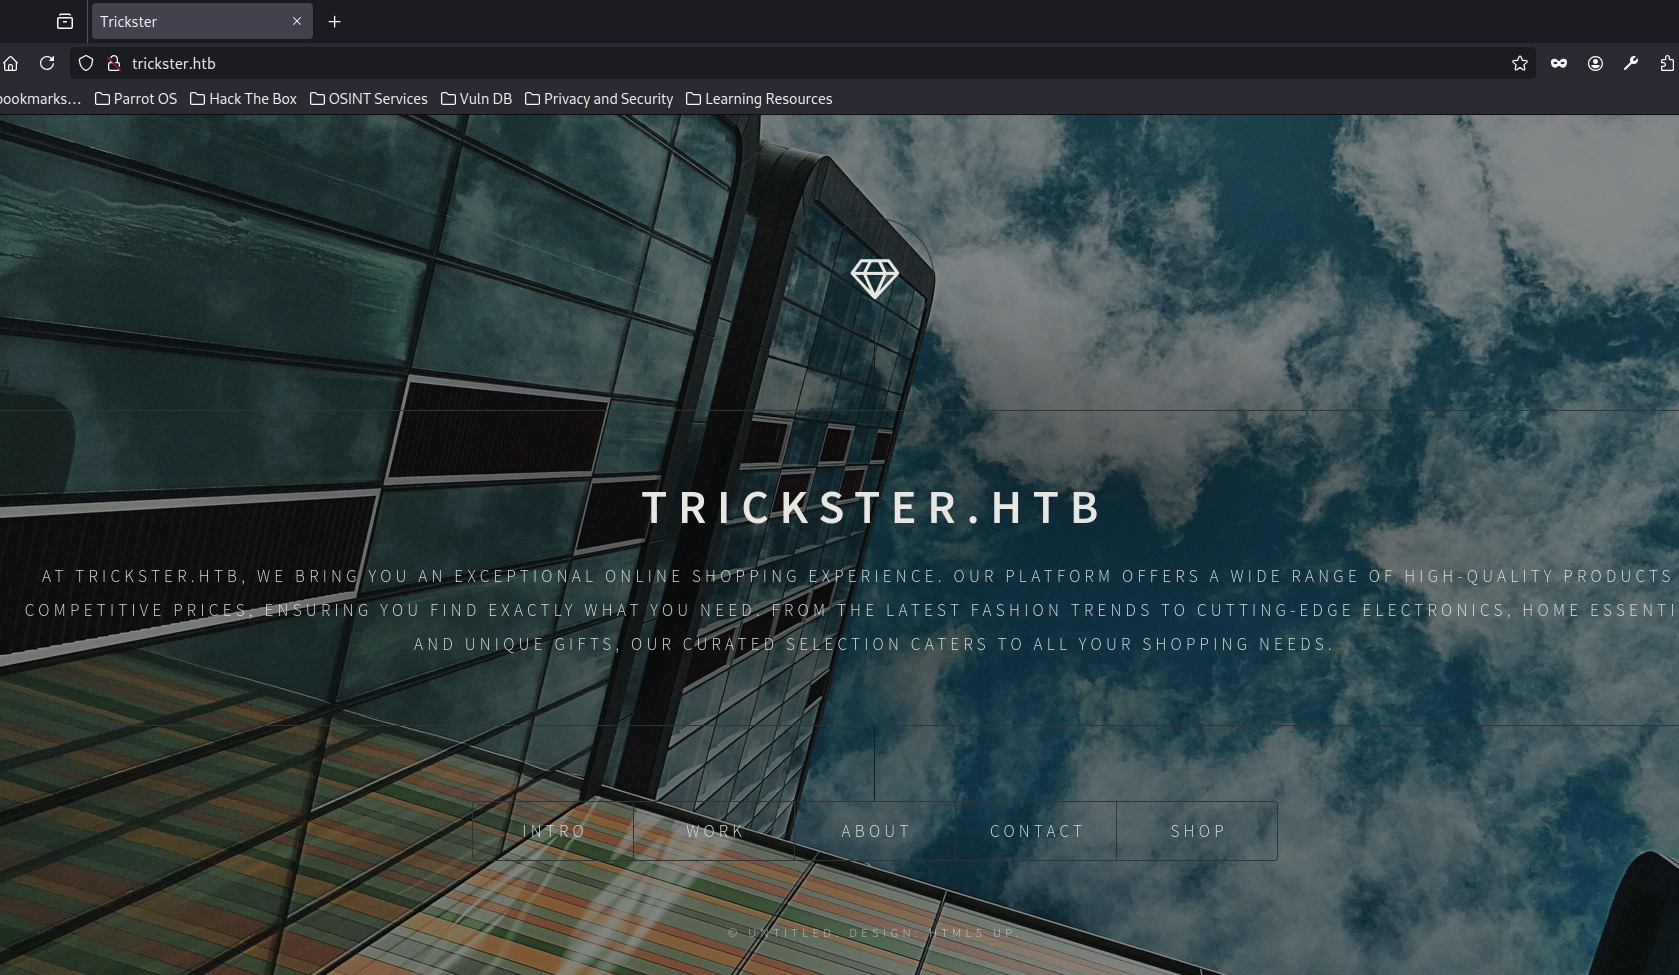 Trickster
trickster.htb
bookmarks... Parrot OS Hack The Box OSINT Services Vuln DB Privacy and Security Learning Resources
TRICKSTER.HTB
AT TRICKSTER.HTB, WE BRING YOU AN EXCEPTIONAL ONLINE SHOPPING EXPERIENCE. OUR PLATFORM OFFERS A WIDE RANGE OF HIGH-QUALITY PRODUCTS
COMPETITIVE PRICES, ENSURING YOU FIND EXACTLY WHAT YOU NEED. FROM THE LATEST FASHION TRENDS TO CUTTING-EDGE ELECTRONICS, HOME ESSENTI
AND UNIQUE GIFTS, OUR CURATED SELECTION CATERS TO ALL YOUR SHOPPING NEEDS.
INTRO WORK ABOUT CONTACT SHOP
© UNTITLED. DESIGN: HTML5 UP.